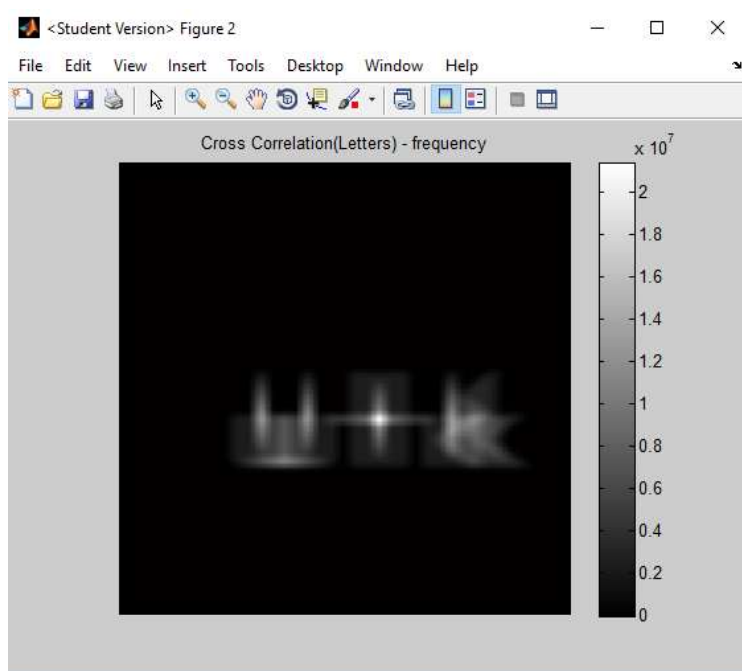 <Student Version> Figure 2
File Edit View Insert Tools Desktop Window Help
Cross Correlation(Letters) - frequency
x 10^7
2
1.8
1.6
1.4
1.2
1
0.8
0.6
0.4
0.2
0